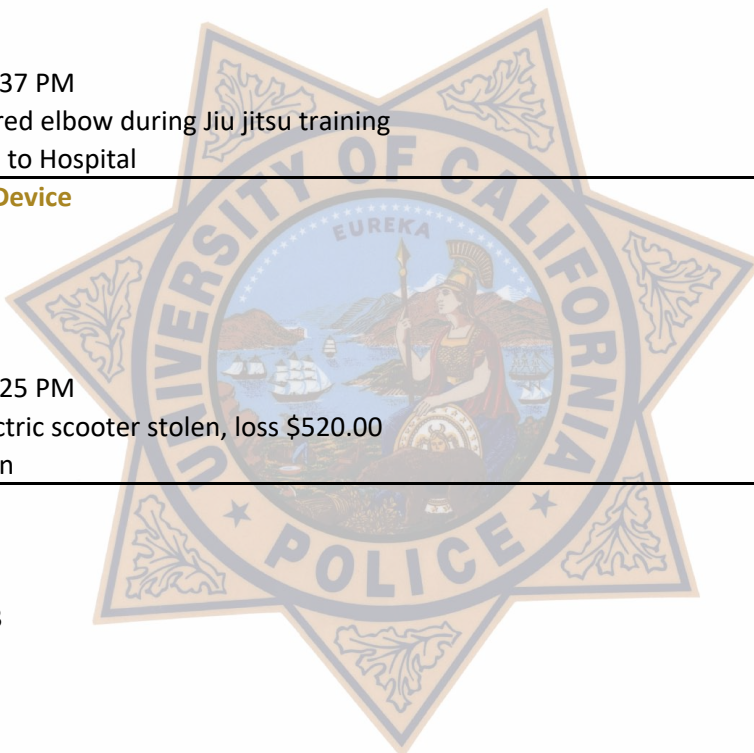 37 PM
red elbow during Jiu jitsu training
to Hospital
Device
25 PM
ctric scooter stolen, loss $520.00
n
UNIVERSITY OF CALIFORNIA
EUREKA
POLICE